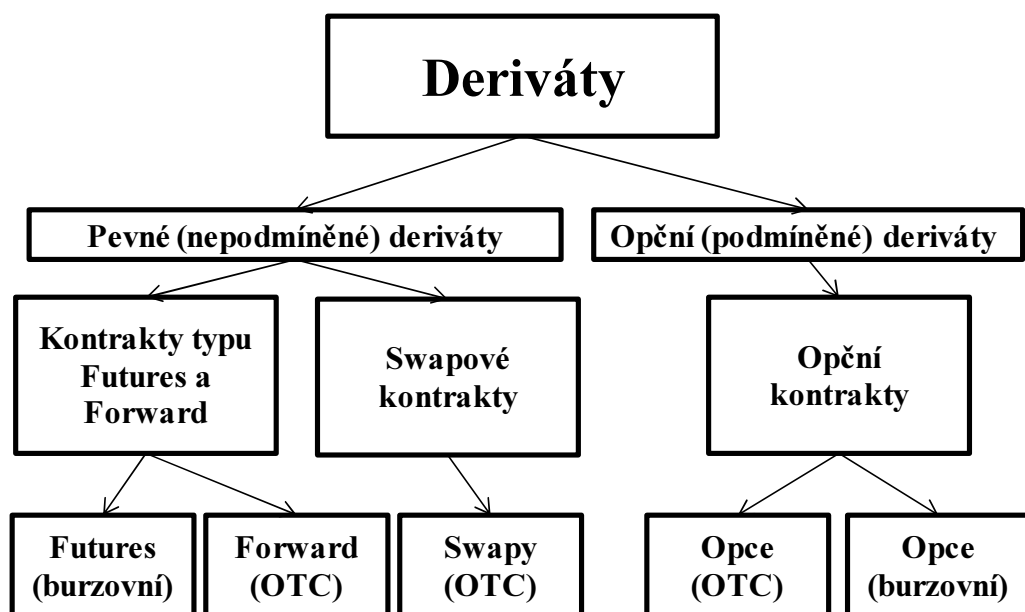 Deriváty
Pevné (nepodmíněné) deriváty
Opční (podmíněné) deriváty
Kontrakty typu
Futures a
Forward
Swapové
kontrakty
Opční
kontrakty
Futures
(burzovní)
Forward
(OTC)
Swapy
(OTC)
Opce
(OTC)
Opce
(burzovní)